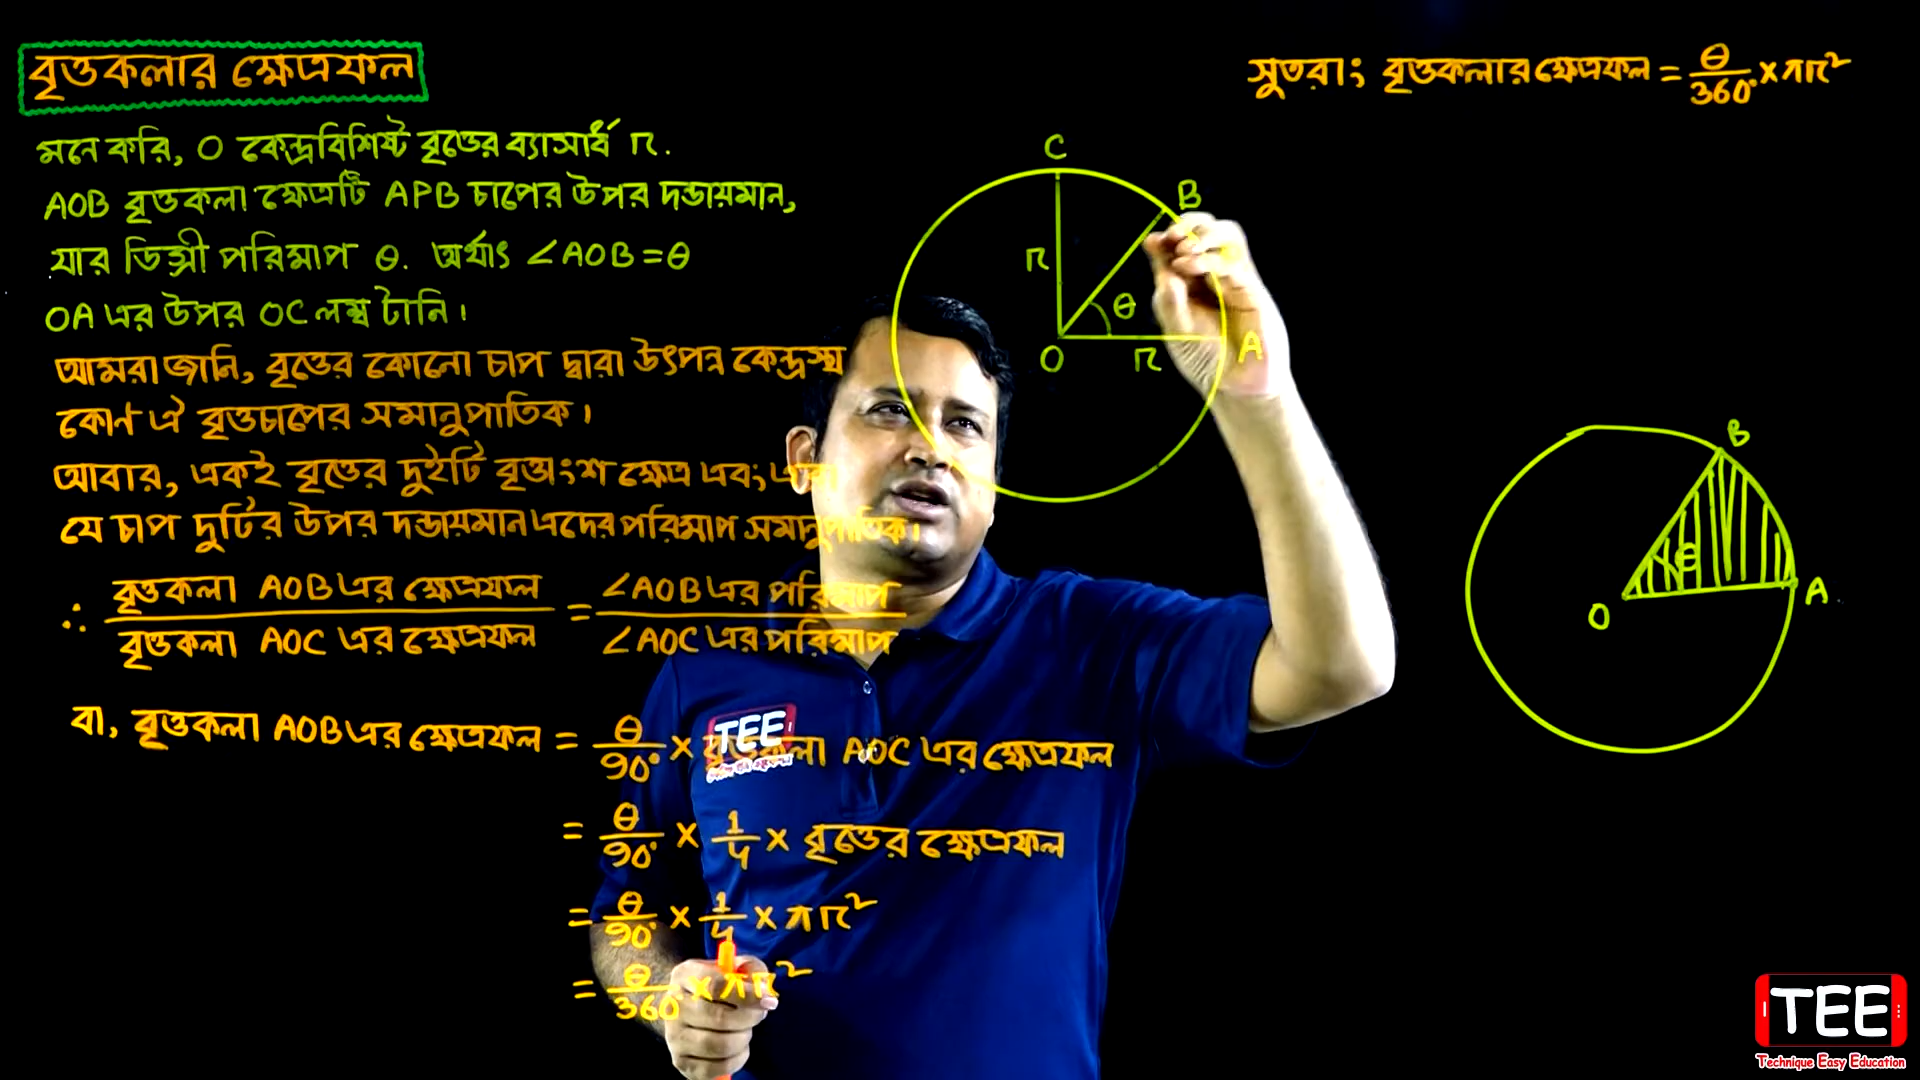 বৃত্তকলার ক্ষেত্রফল
মনে করি, O কেন্দ্রবিশিষ্ট বৃত্তের ব্যাসার্ধ r.
AOB বৃত্তকলা ক্ষেত্রটি APB চাপের উপর দন্ডায়মান,
যার ডিগ্রী পরিমাপ θ. অর্থাৎ ∠AOB = θ
OA এর উপর OC লম্ব টানি।
আমরা জানি, বৃত্তের কোনো চাপ দ্বারা উৎপন্ন কেন্দ্রস্থ
কোণ ঐ বৃত্তচাপের সমানুপাতিক।
আবার, একই বৃত্তের দুইটি বৃত্তাংশ ক্ষেত্র এবং
যে চাপ দুটির উপর দন্ডায়মান এদের পরিমাপ সমানুপাতিক।
∴ বৃত্তকলা AOB এর ক্ষেত্রফল / বৃত্তকলা AOC এর ক্ষেত্রফল = ∠AOB এর পরিমাপ / ∠AOC এর পরিমাপ
বা, বৃত্তকলা AOB এর ক্ষেত্রফল = θ/90° × বৃত্তকলা AOC এর ক্ষেত্রফল
= θ/90° × 1/4 × বৃত্তের ক্ষেত্রফল
= θ/90° × 1/4 × πr²
= θ/360° × πr²
সুতরাং বৃত্তকলার ক্ষেত্রফল = θ/360° × πr²
C
B
r
θ
O
r
A
B
θ
O
A
TEE
TEE
Technique Easy Education